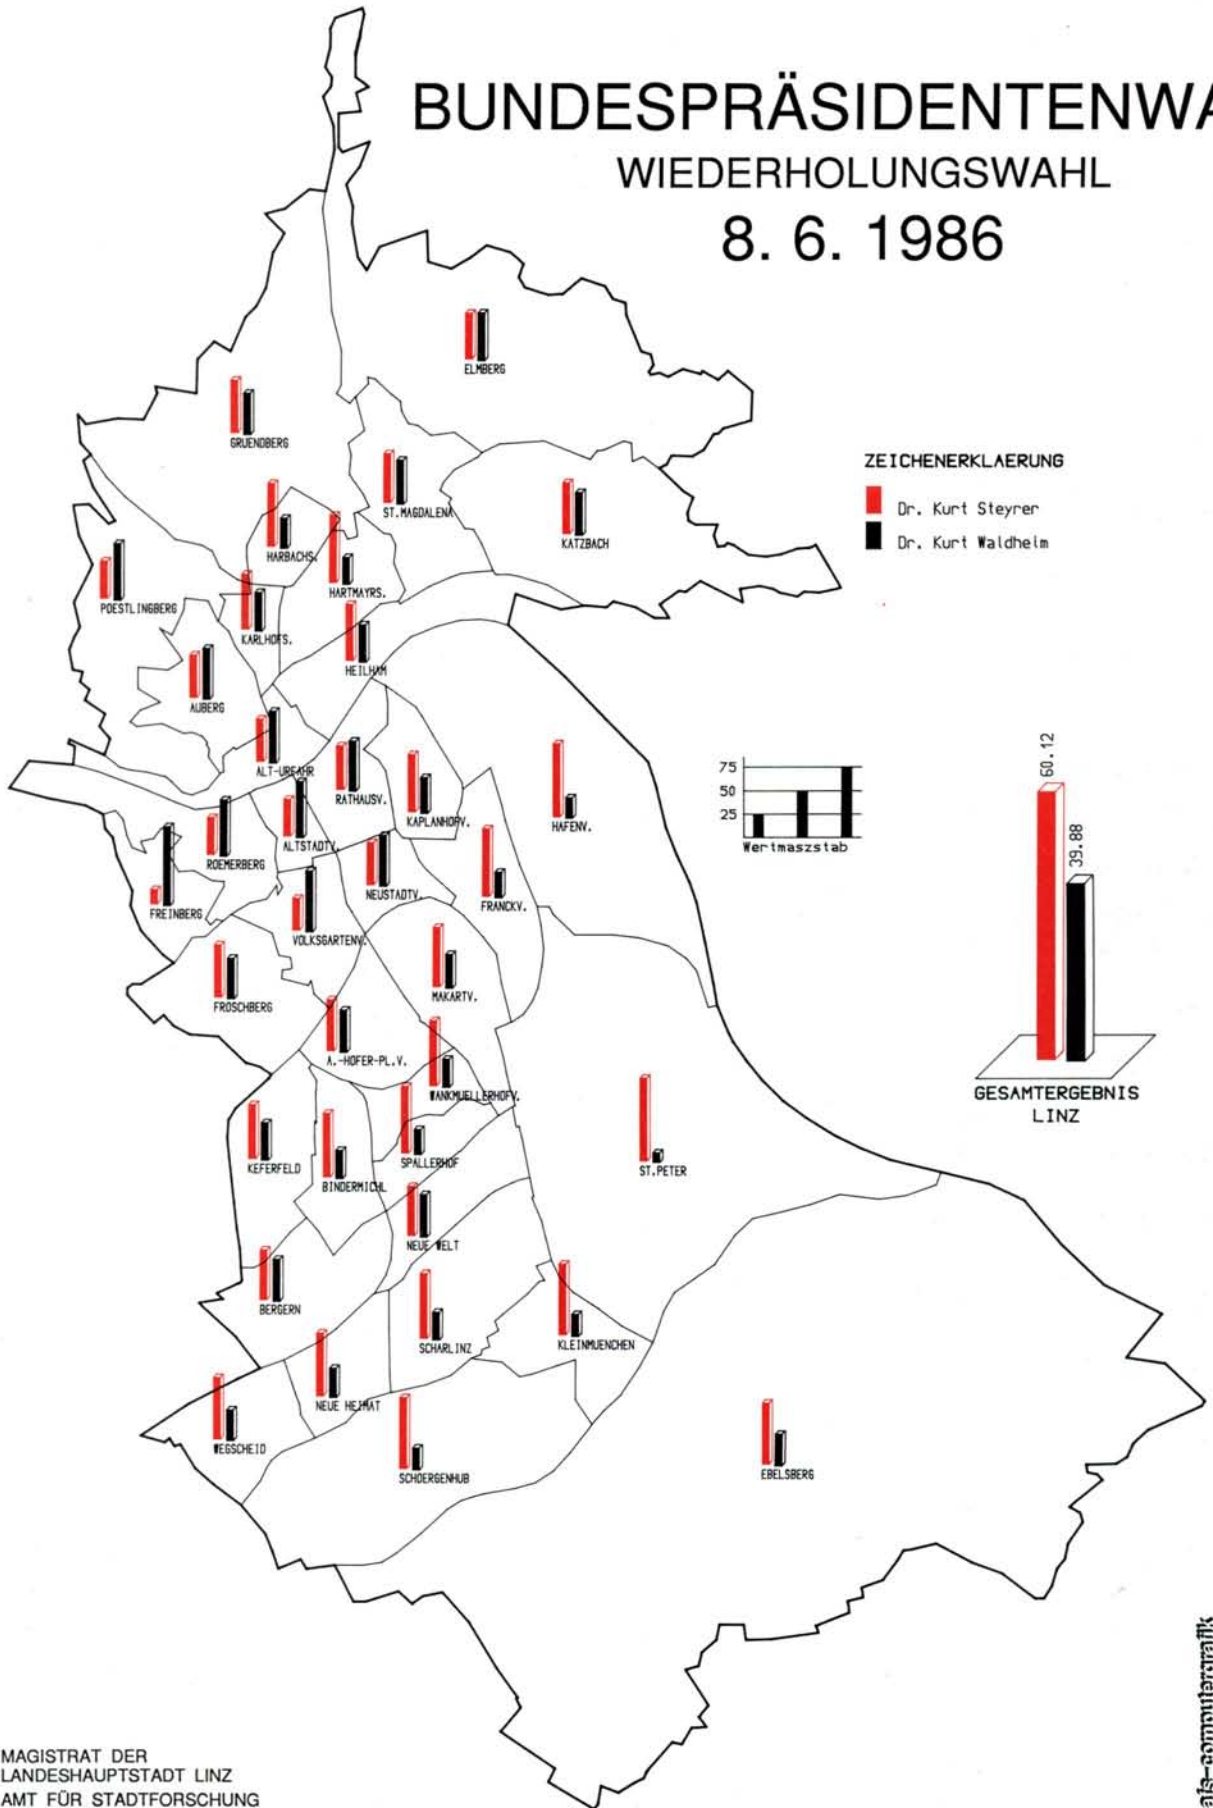 BUNDESPRÄSIDENTENWA
WIEDERHOLUNGSWAHL
8. 6. 1986
ELMBERG
GRUENDBERG
ZEICHENERKLAERUNG
Dr. Kurt Steyrer
Dr. Kurt Waldheim
ST.MAGDALENA
KATZBACH
HARBACHS.
HARTMAYRS.
POESTLINGBERG
KARLHOFS.
HEILHAM
AUBERG
ALT-URFAHR
RATHAUSV.
KAPLANHOFV.
HAFENV.
75
50
25
Wertmaszstab
60.12
39.88
GESAMTERGEBNIS
LINZ
ROEMERBERG
ALTSTADTV.
NEUSTADTV.
FRANCKV.
FREINBERG
VOLKSGARTENV.
FROSCHBERG
MAKARTV.
A.-HOFER-PL.V.
WANKMUELLERHOFV.
KEFERFELD
BINDERMICHL
SPALLERHOF
ST.PETER
NEUE WELT
BERGERN
SCHARLINZ
KLEINMUENCHEN
NEUE HEIMAT
WEGSCHEID
SCHOERGENHUB
EBELSBERG
MAGISTRAT DER
LANDESHAUPTSTADT LINZ
AMT FÜR STADTFORSCHUNG
als-computergrafik